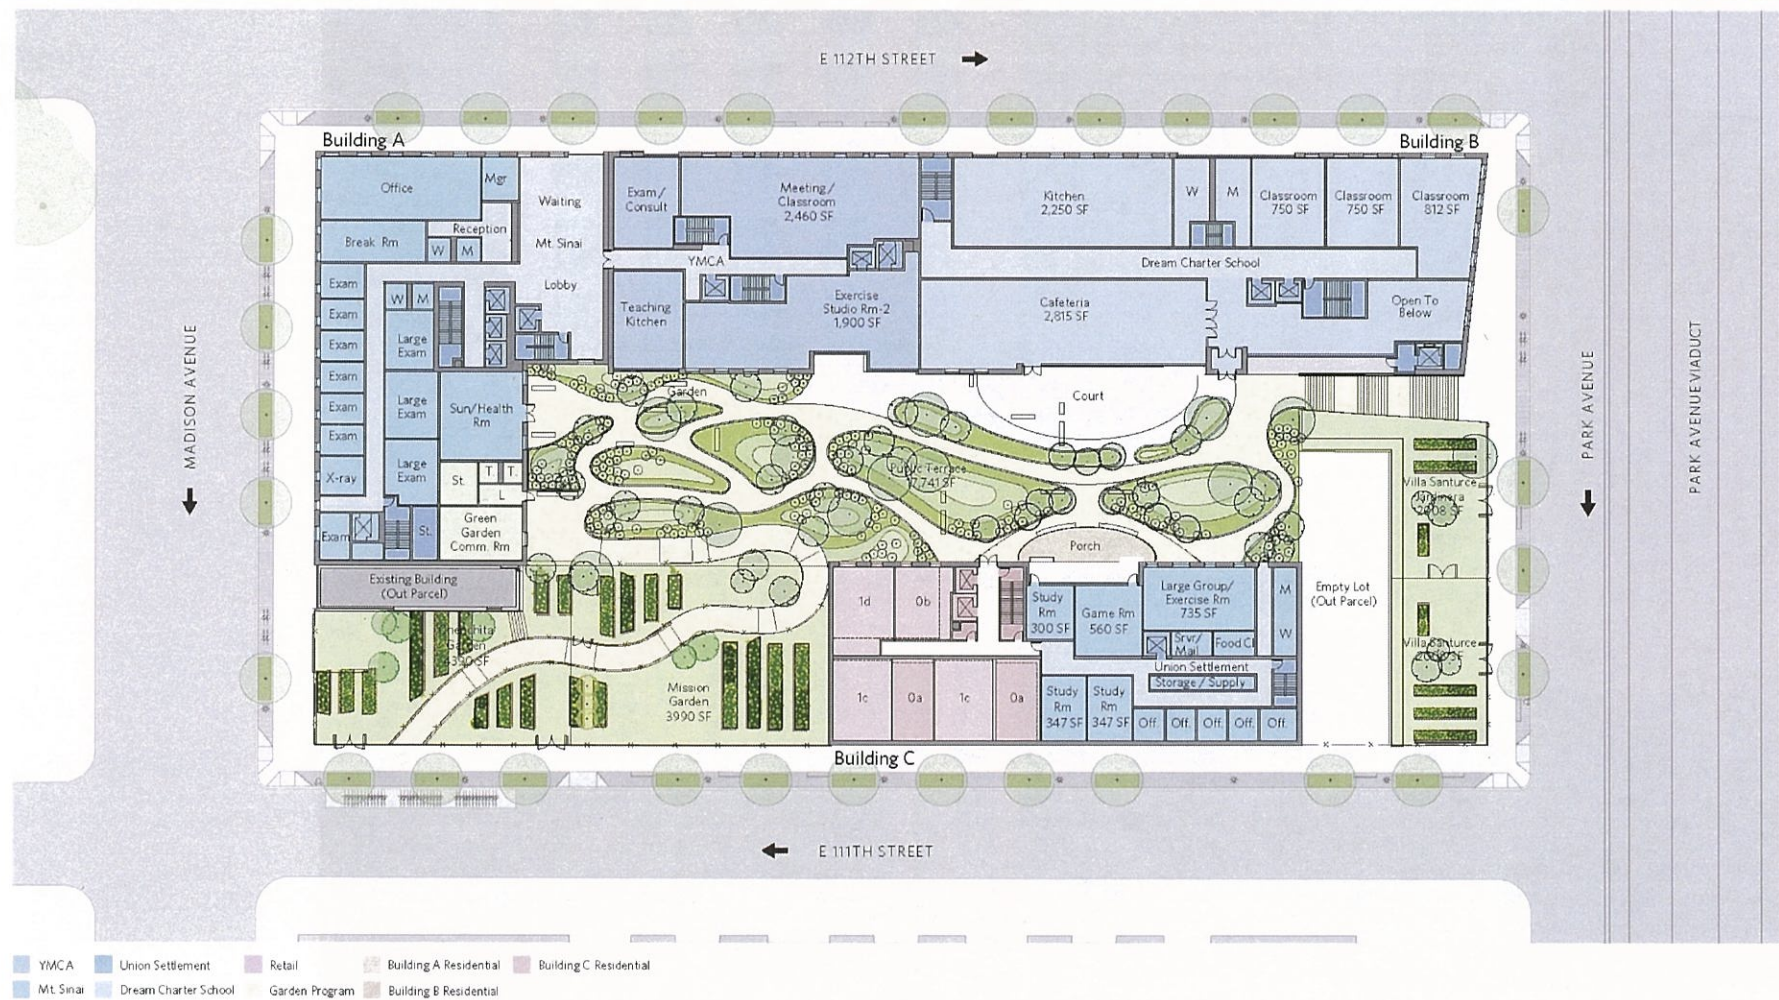 E 112TH STREET
Building A
Building B
Office
Mgr
Waiting
Reception
Break Rm
W
M
Mt. Sinai
Lobby
Exam/
Consult
Meeting/
Classroom
2,460 SF
YMCA
Teaching
Kitchen
Exercise
Studio Rm-2
1,900 SF
Kitchen
2,250 SF
W
M
Classroom
750 SF
Classroom
750 SF
Classroom
812 SF
Dream Charter School
Cafeteria
2,815 SF
Open To
Below
Exam
Exam
Exam
Exam
Exam
Exam
X-ray
Exam
W
M
Large
Exam
Large
Exam
Large
Exam
Sun/Health
Rm
St.
T.
T.
L
St.
Green
Garden
Comm. Rm
Existing Building
(Out Parcel)
Garden
Court
Public Terrace
17,741 SF
Porch
Garden
Mission
Garden
3990 SF
1d
0b
1c
0a
1c
0a
Study
Rm
300 SF
Game Rm
560 SF
Large Group/
Exercise Rm
735 SF
M
W
Srvr/
Mail
Food Cl
Union Settlement
Storage / Supply
Study
Rm
347 SF
Study
Rm
347 SF
Off.
Off.
Off.
Off.
Off.
Empty Lot
(Out Parcel)
Villa Santurce
Jardinera
Villa Santurce
Building C
MADISON AVENUE
PARK AVENUE
PARK AVENUE VIADUCT
E 111TH STREET
YMCA
Union Settlement
Retail
Building A Residential
Building C Residential
Mt. Sinai
Dream Charter School
Garden Program
Building B Residential